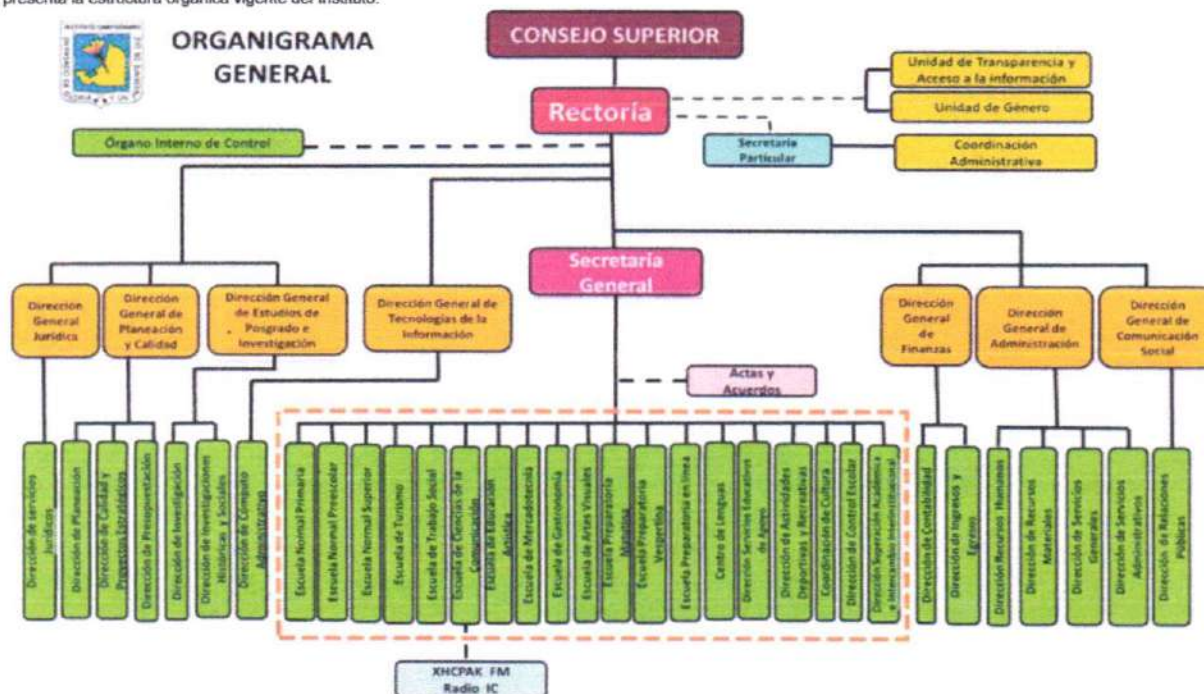 presenta la estructura orgánica vigente del Instituto.
ORGANIGRAMA
GENERAL
CONSEJO SUPERIOR
Rectoría
Unidad de Transparencia y
Acceso a la información
Unidad de Género
Órgano Interno de Control
Secretaría
Particular
Coordinación
Administrativa
Secretaría
General
Dirección
General
Jurídica
Dirección
General de
Planeación
y Calidad
Dirección General
de Estudios de
Posgrado e
Investigación
Dirección General de
Tecnologías de la
Información
Dirección
General
de
Finanzas
Dirección
General de
Administración
Dirección
General de
Comunicación
Social
Actas y
Acuerdos
Dirección de servicios
Jurídicos
Dirección de Planeación
Dirección de Calidad y
Proyectos Estratégicos
Dirección de Presupuestación
Dirección de Investigación
Dirección de Investigaciones
Históricas y Sociales
Dirección de Cómputo
Administrativo
Escuela Normal Primaria
Escuela Normal Preescolar
Escuela Normal Superior
Escuela de Turismo
Escuela de Trabajo Social
Escuela de Ciencias de la
Comunicación
Escuela de Educación
Artística
Escuela de Mercadotecnia
Escuela de Gastronomía
Escuela de Artes Visuales
Escuela Preparatoria
Matutina
Escuela Preparatoria
Vespertina
Escuela Preparatoria en línea
Centro de Lenguas
Dirección Servicios Educativos
de Apoyo
Dirección de Actividades
Deportivas y Recreativas
Coordinación de Cultura
Dirección de Control Escolar
Dirección Superación Académica
e Intercambio Interinstitucional
Dirección de Contabilidad
Dirección de Ingresos y
Egreso
Dirección Recursos Humanos
Dirección de Recursos
Materiales
Dirección de Servicios
Generales
Dirección de Servicios
Administrativos
Dirección de Relaciones
Públicas
XHCPAK FM
Radio IC